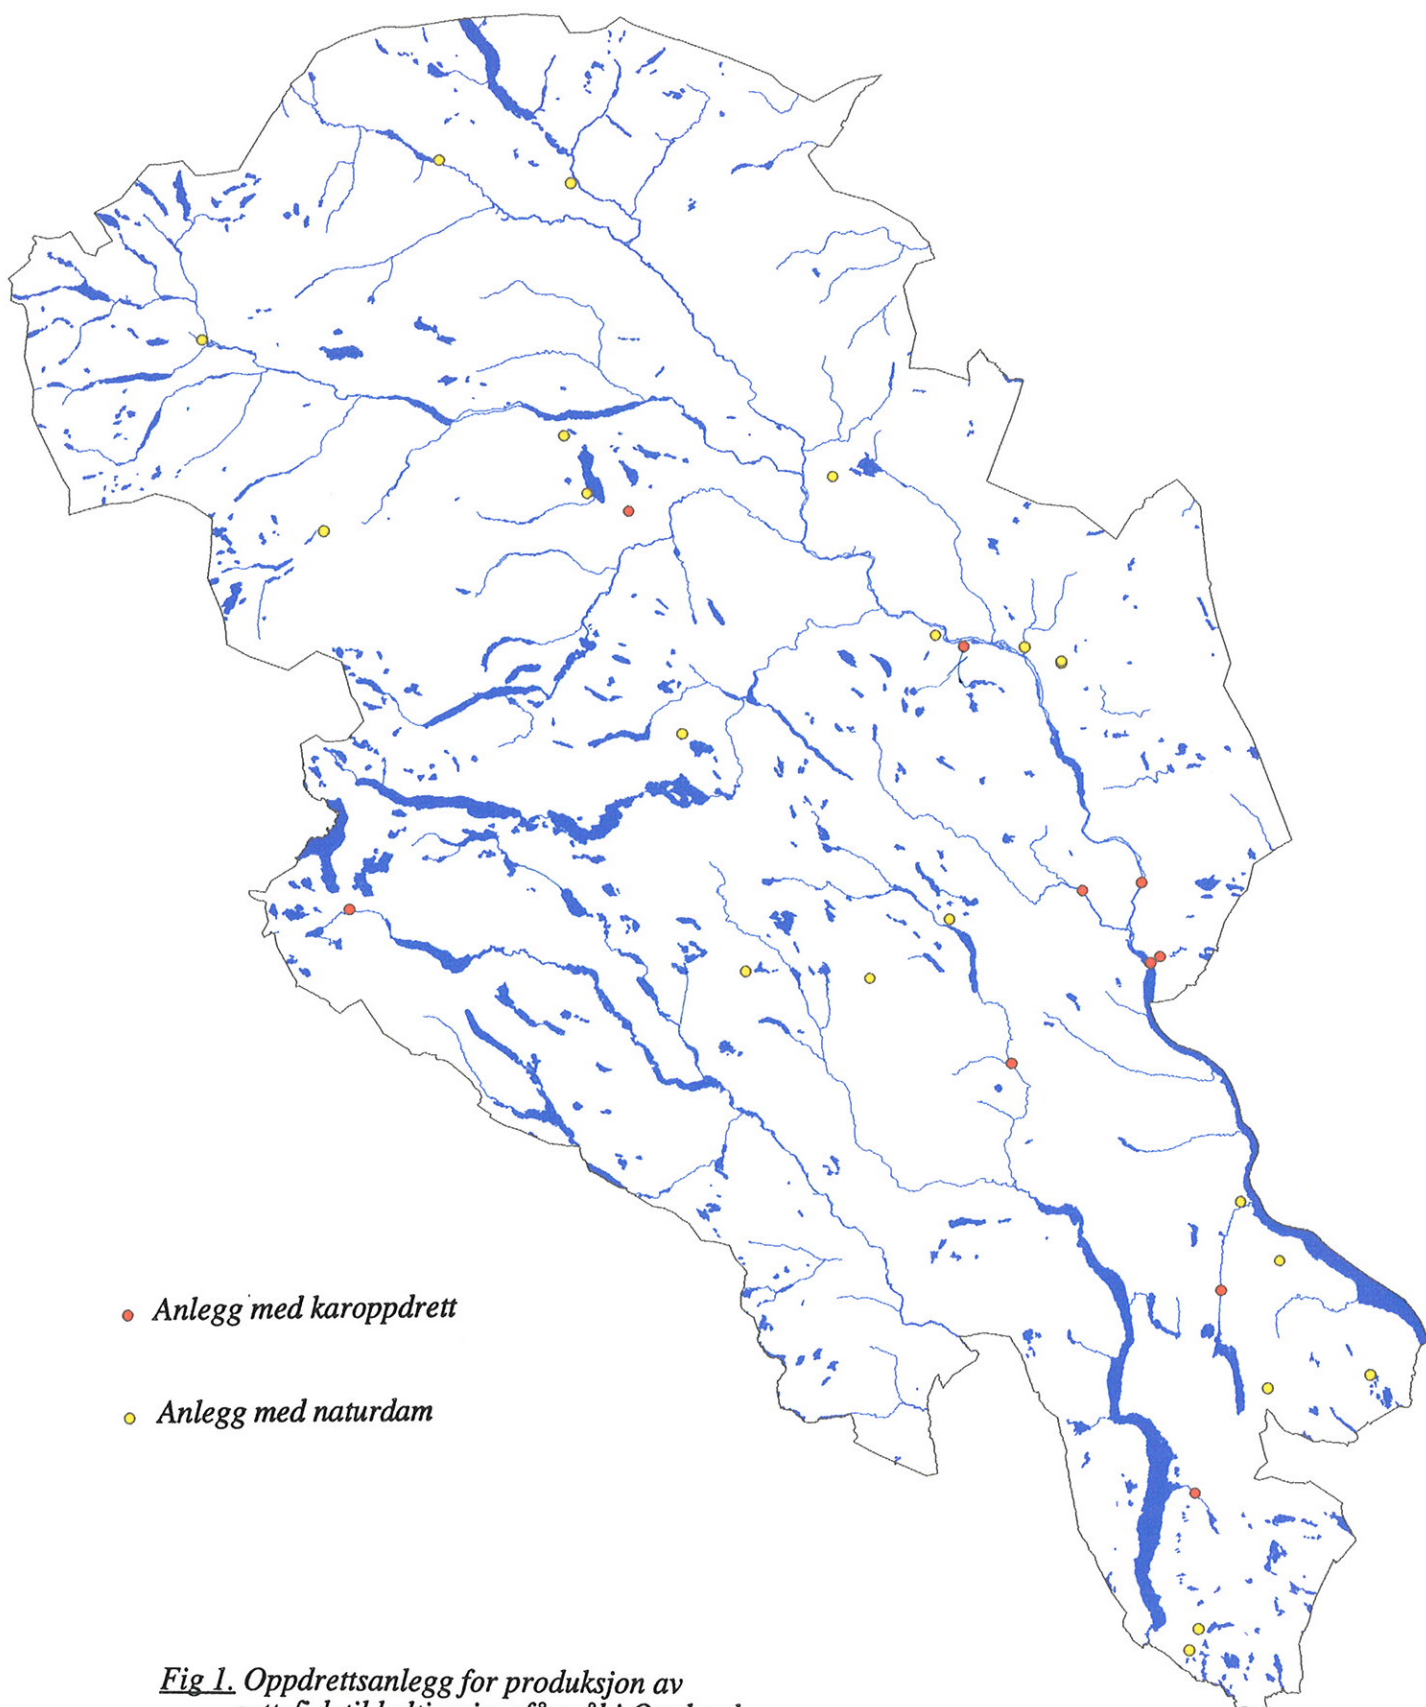 Anlegg med karoppdrett
Anlegg med naturdam
Fig 1. Oppdrettsanlegg for produksjon av